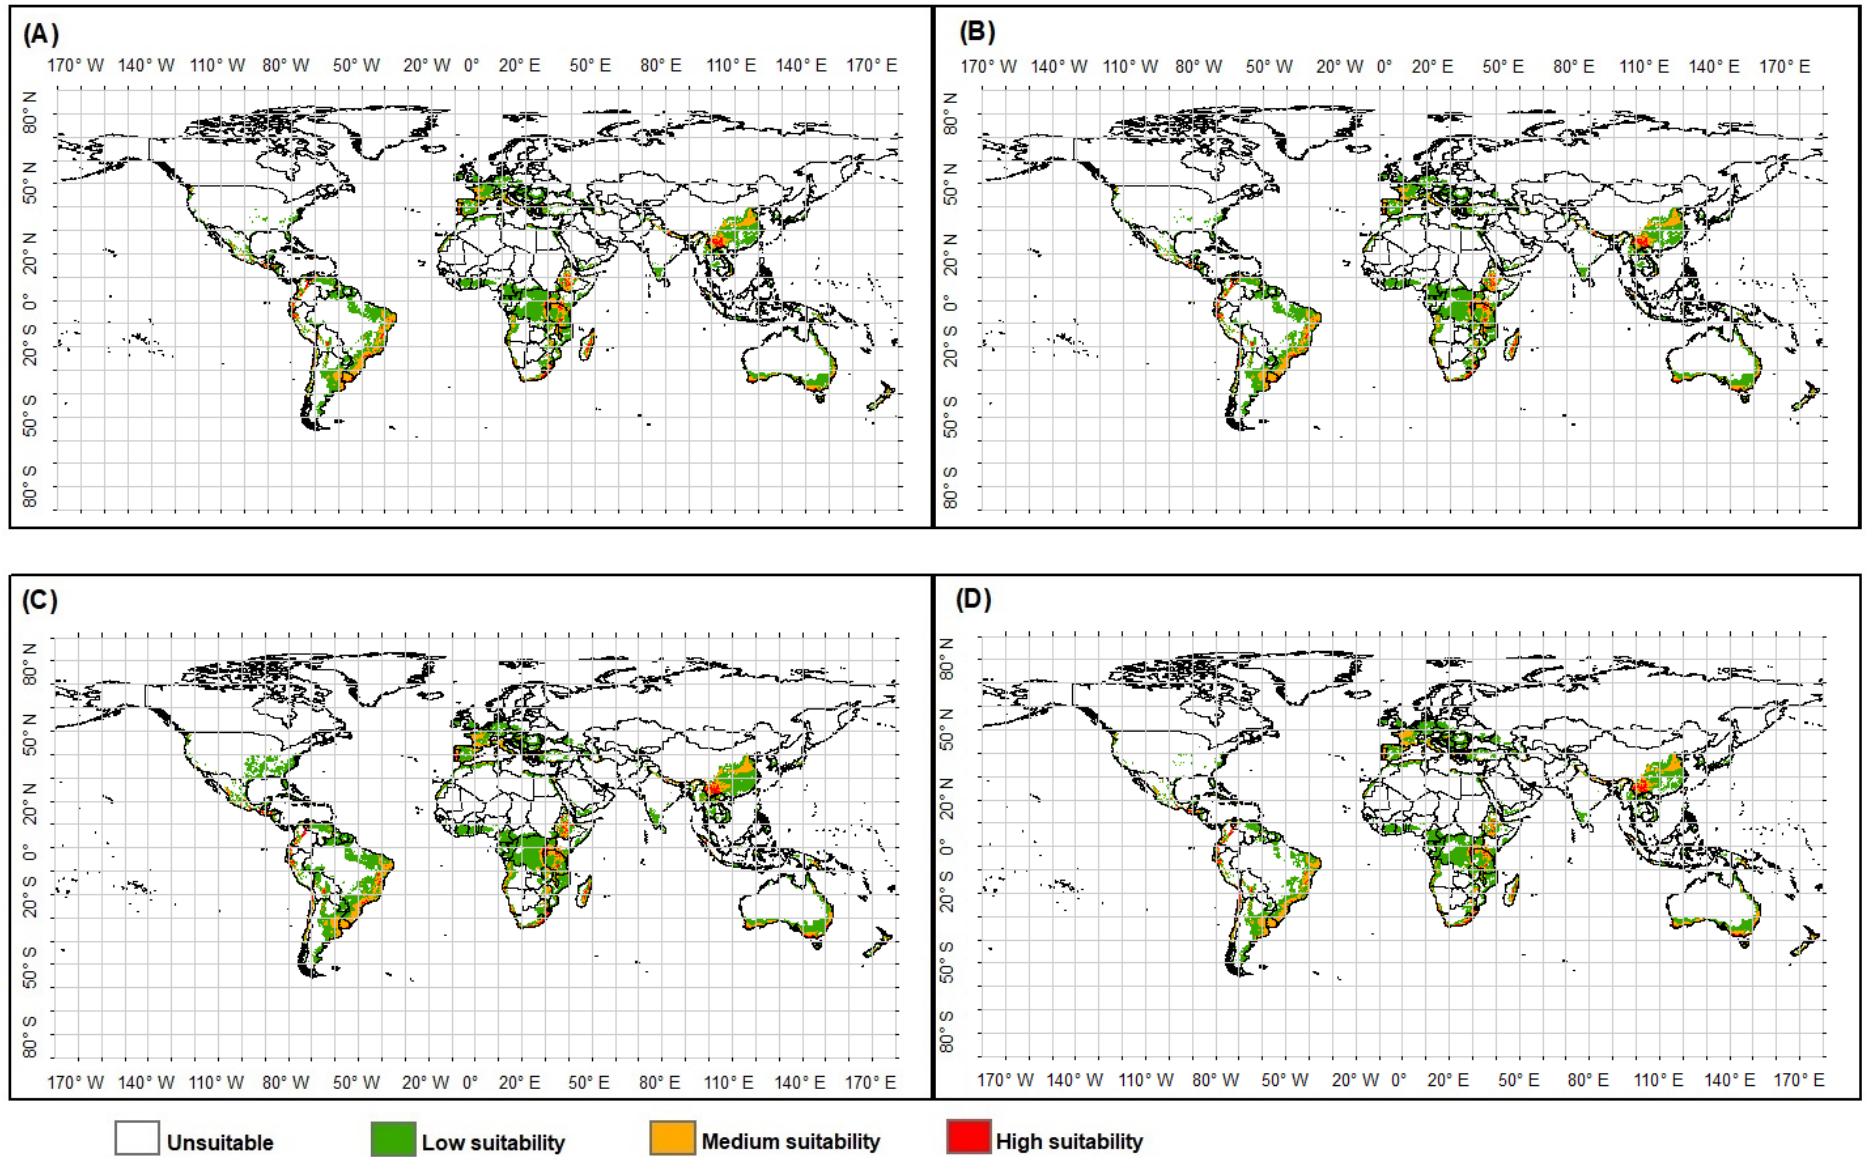 (A)
170° W 140° W 110° W 80° W 50° W 20° W 0° 20° E 50° E 80° E 110° E 140° E 170° E
80° N
50° N
20° N
0°
20° S
50° S
80° S
(B)
170° W 140° W 110° W 80° W 50° W 20° W 0° 20° E 50° E 80° E 110° E 140° E 170° E
80° N
50° N
20° N
0°
20° S
50° S
80° S
(C)
80° N
50° N
20° N
0°
20° S
50° S
80° S
170° W 140° W 110° W 80° W 50° W 20° W 0° 20° E 50° E 80° E 110° E 140° E 170° E
(D)
80° N
50° N
20° N
0°
20° S
50° S
80° S
170° W 140° W 110° W 80° W 50° W 20° W 0° 20° E 50° E 80° E 110° E 140° E 170° E
Unsuitable Low suitability Medium suitability High suitability